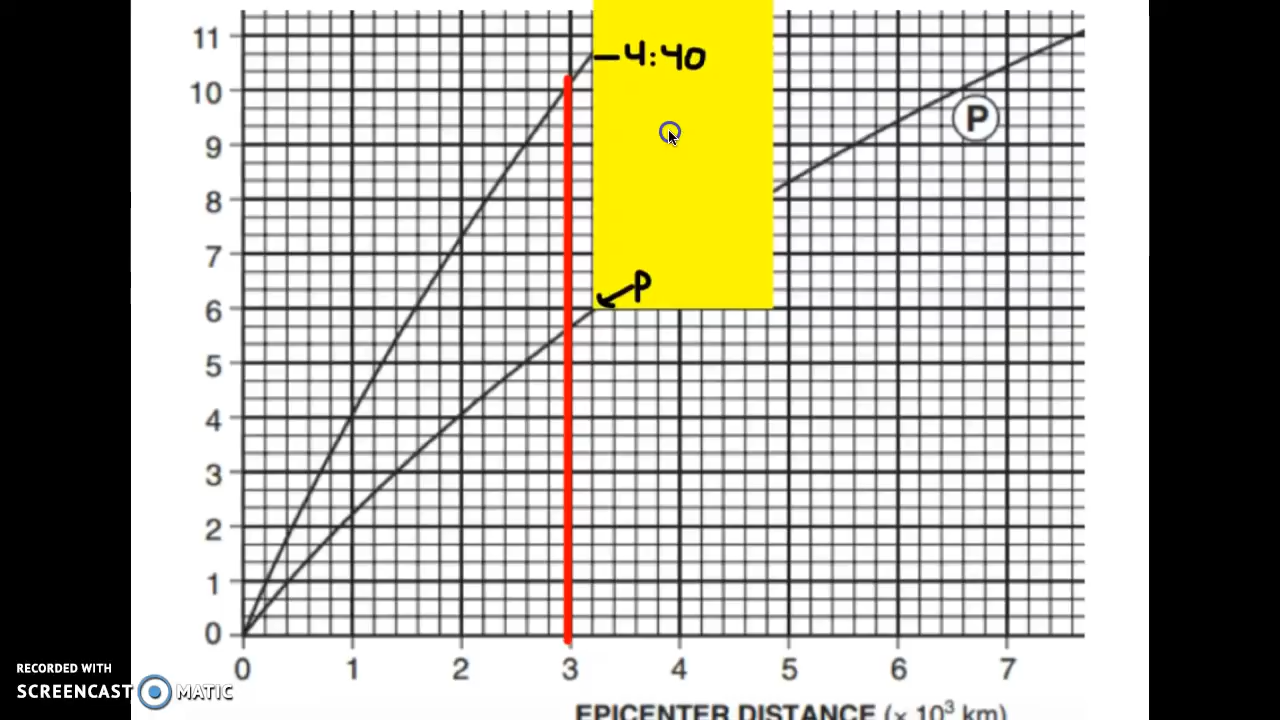 11
– 4:40
10
P
9
8
7
P
6
5
4
3
2
1
0
0 1 2 3 4 5 6 7
RECORDED WITH
SCREENCAST MATIC
EPICENTER DISTANCE (× 10³ km)